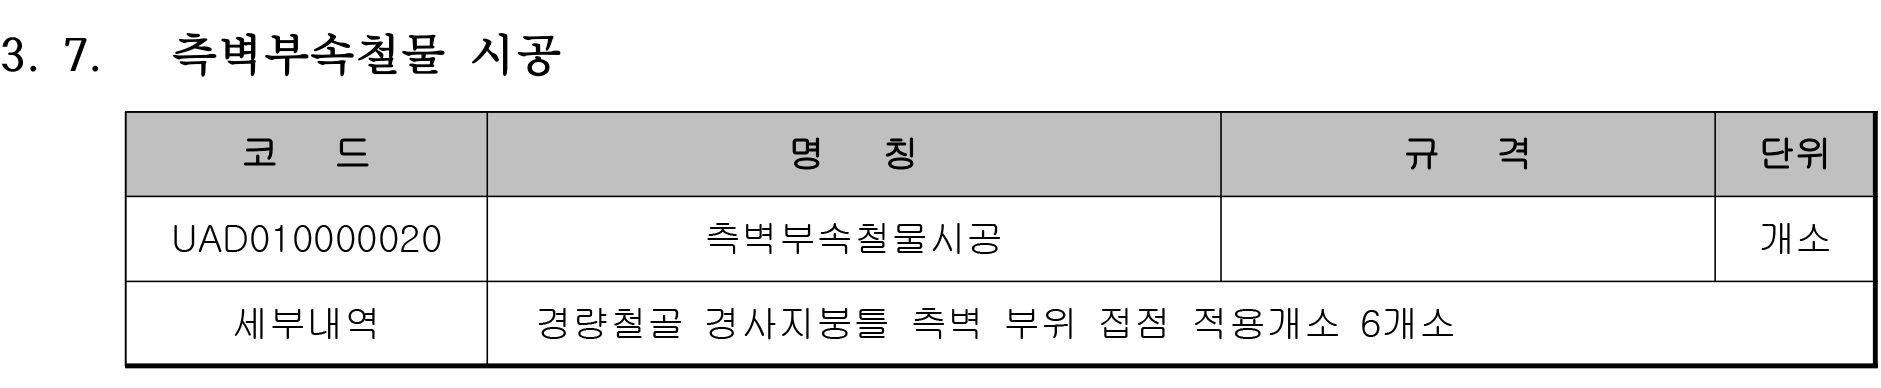 3. 7. 측벽부속철물 시공
코 드 명 칭 규 격 단위
UAD010000020 측벽부속철물시공 개소
세부내역 경량철골 경사지붕틀 측벽 부위 접점 적용개소 6개소